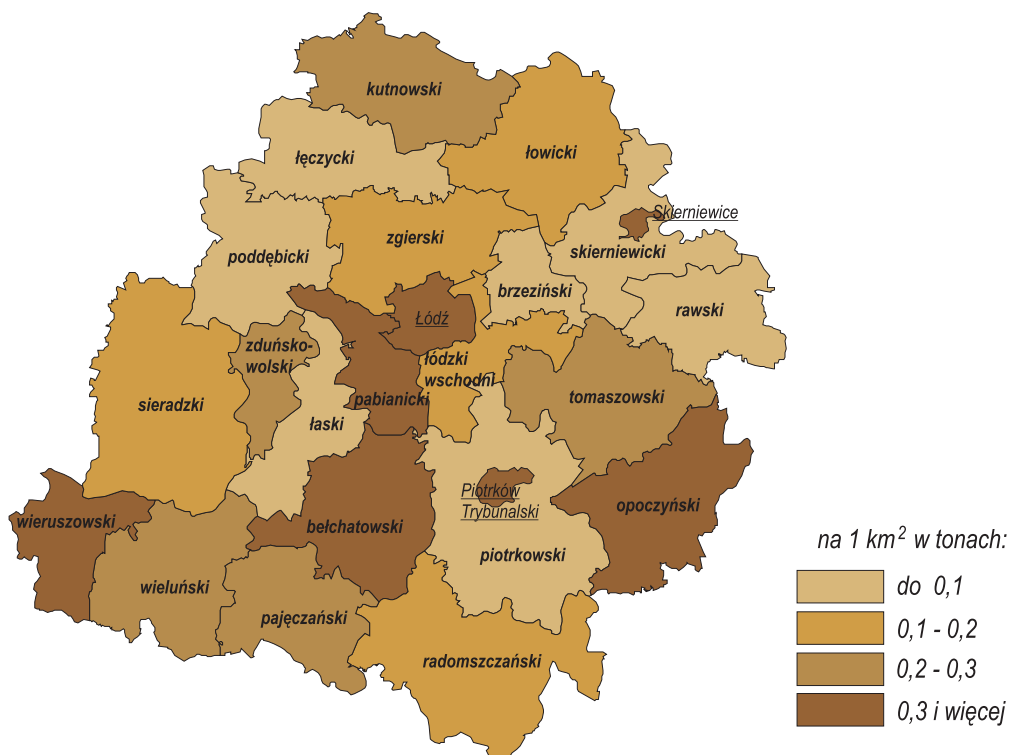 kutnowski
łęczycki
łowicki
Skierniewice
zgierski
poddębicki
skierniewicki
brzeziński
rawski
Łódź
zduńsko-
wolski
łódzki
wschodni
sieradzki
pabianicki
tomaszowski
łaski
Piotrków
Trybunalski
opoczyński
wieruszowski
bełchatowski
piotrkowski
wieluński
pajęczański
radomszczański
na 1 km² w tonach:
do 0,1
0,1 - 0,2
0,2 - 0,3
0,3 i więcej